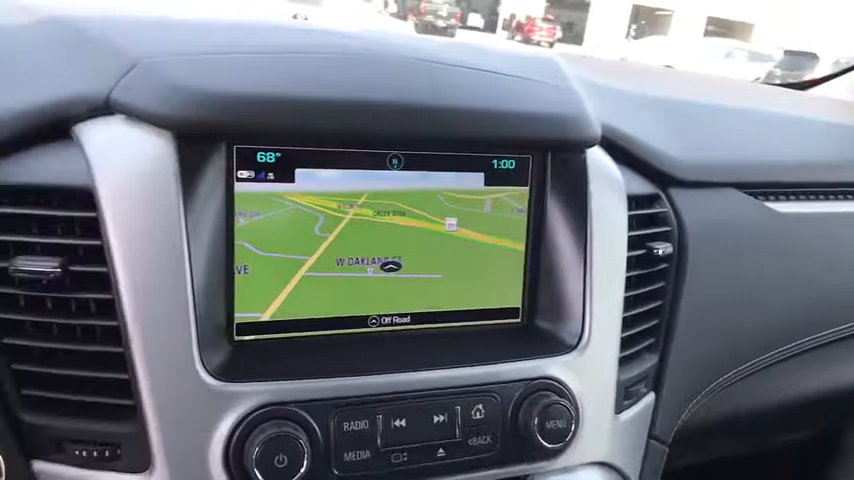 68°
N
1:00
W OAKLAND ST
Off Road
RADIO
MEDIA
BACK
MENU